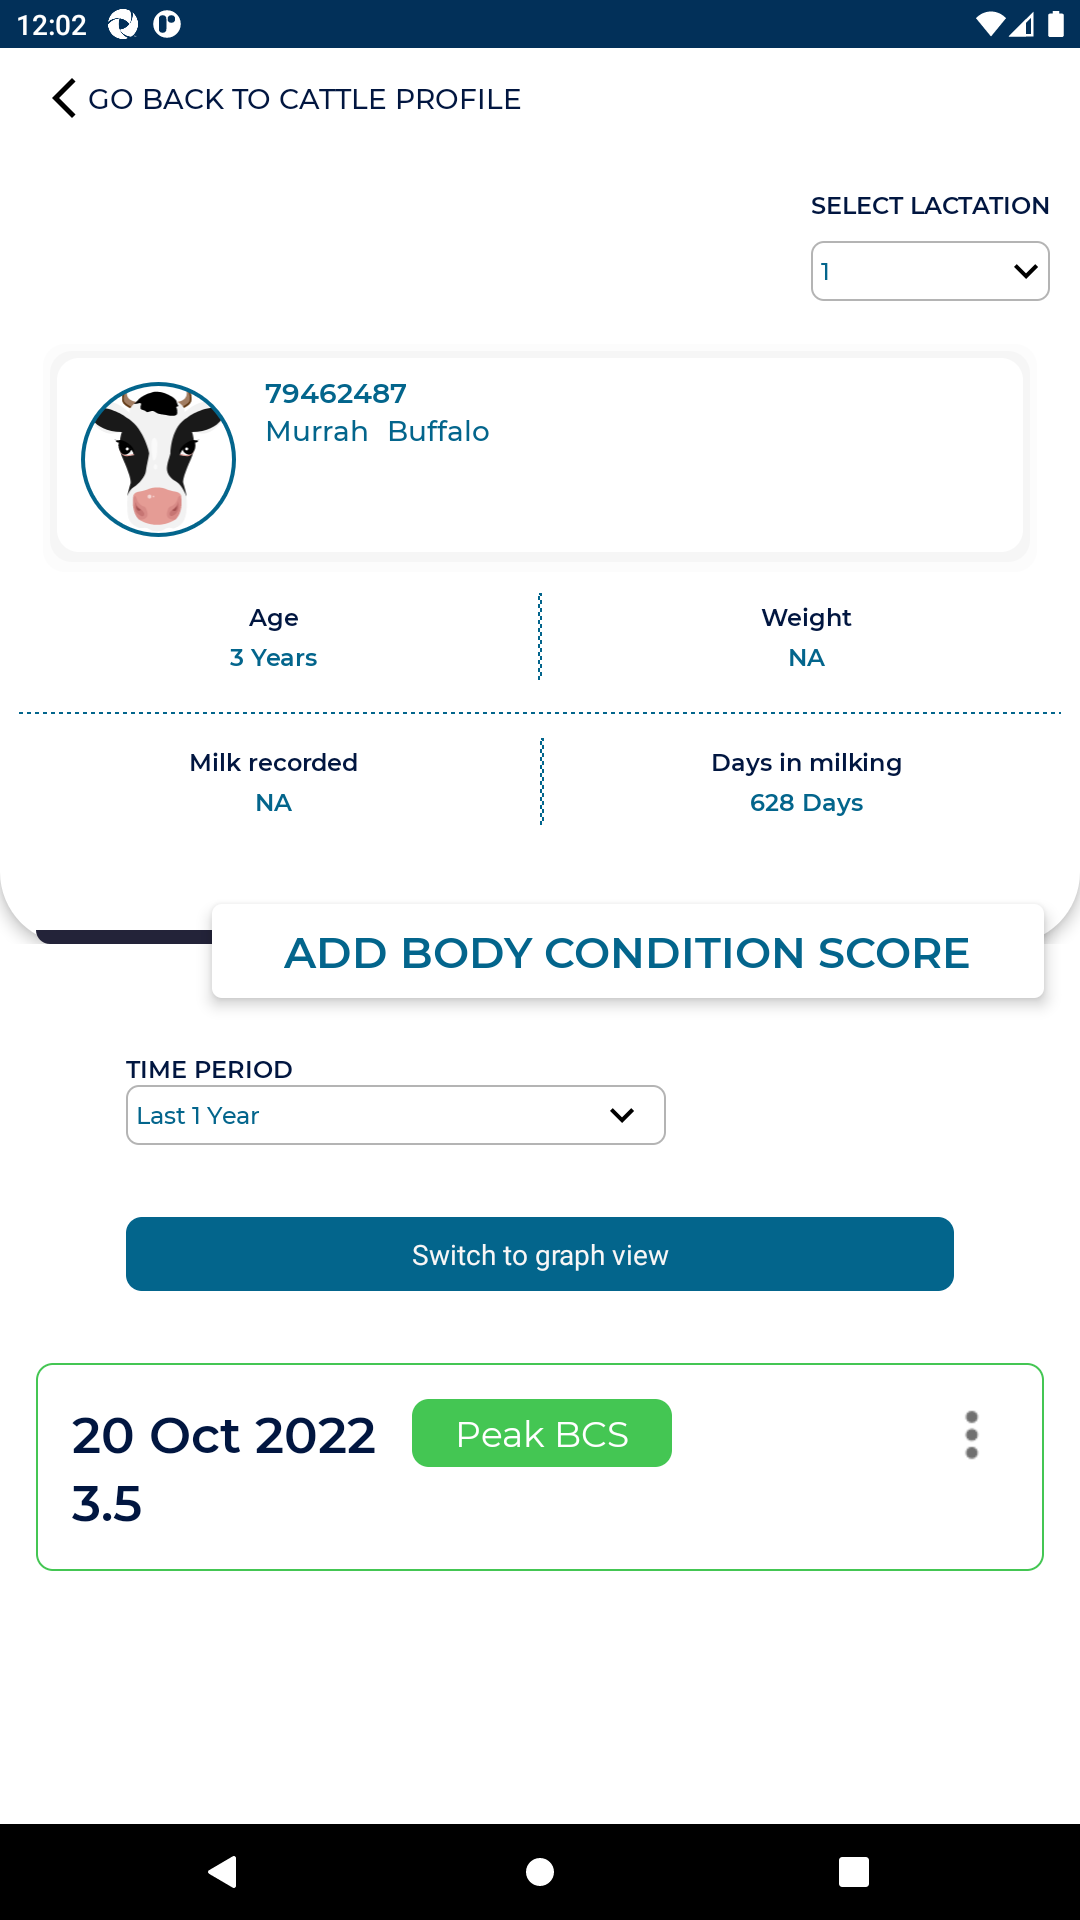 12:02
GO BACK TO CATTLE PROFILE
SELECT LACTATION
1
79462487
Murrah Buffalo
Age
3 Years
Weight
NA
Milk recorded
NA
Days in milking
628 Days
ADD BODY CONDITION SCORE
TIME PERIOD
Last 1 Year
Switch to graph view
20 Oct 2022
Peak BCS
3.5